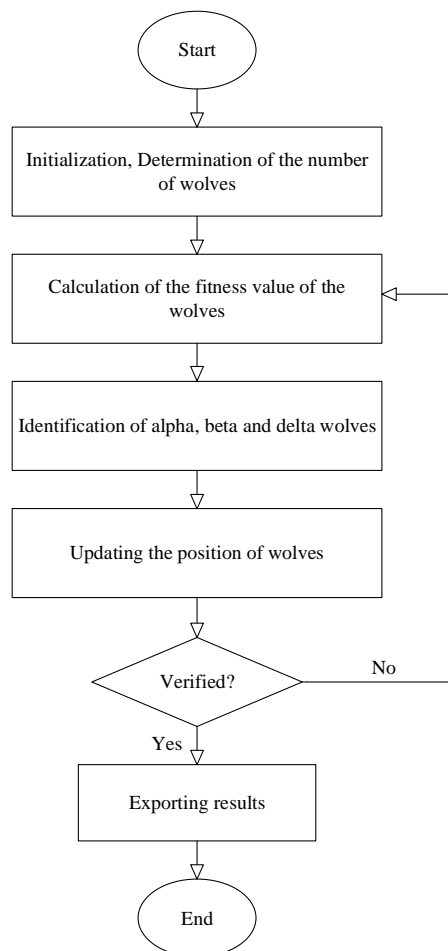 Start
Initialization, Determination of the number
of wolves
Calculation of the fitness value of the
wolves
Identification of alpha, beta and delta wolves
Updating the position of wolves
Verified?
No
Yes
Exporting results
End